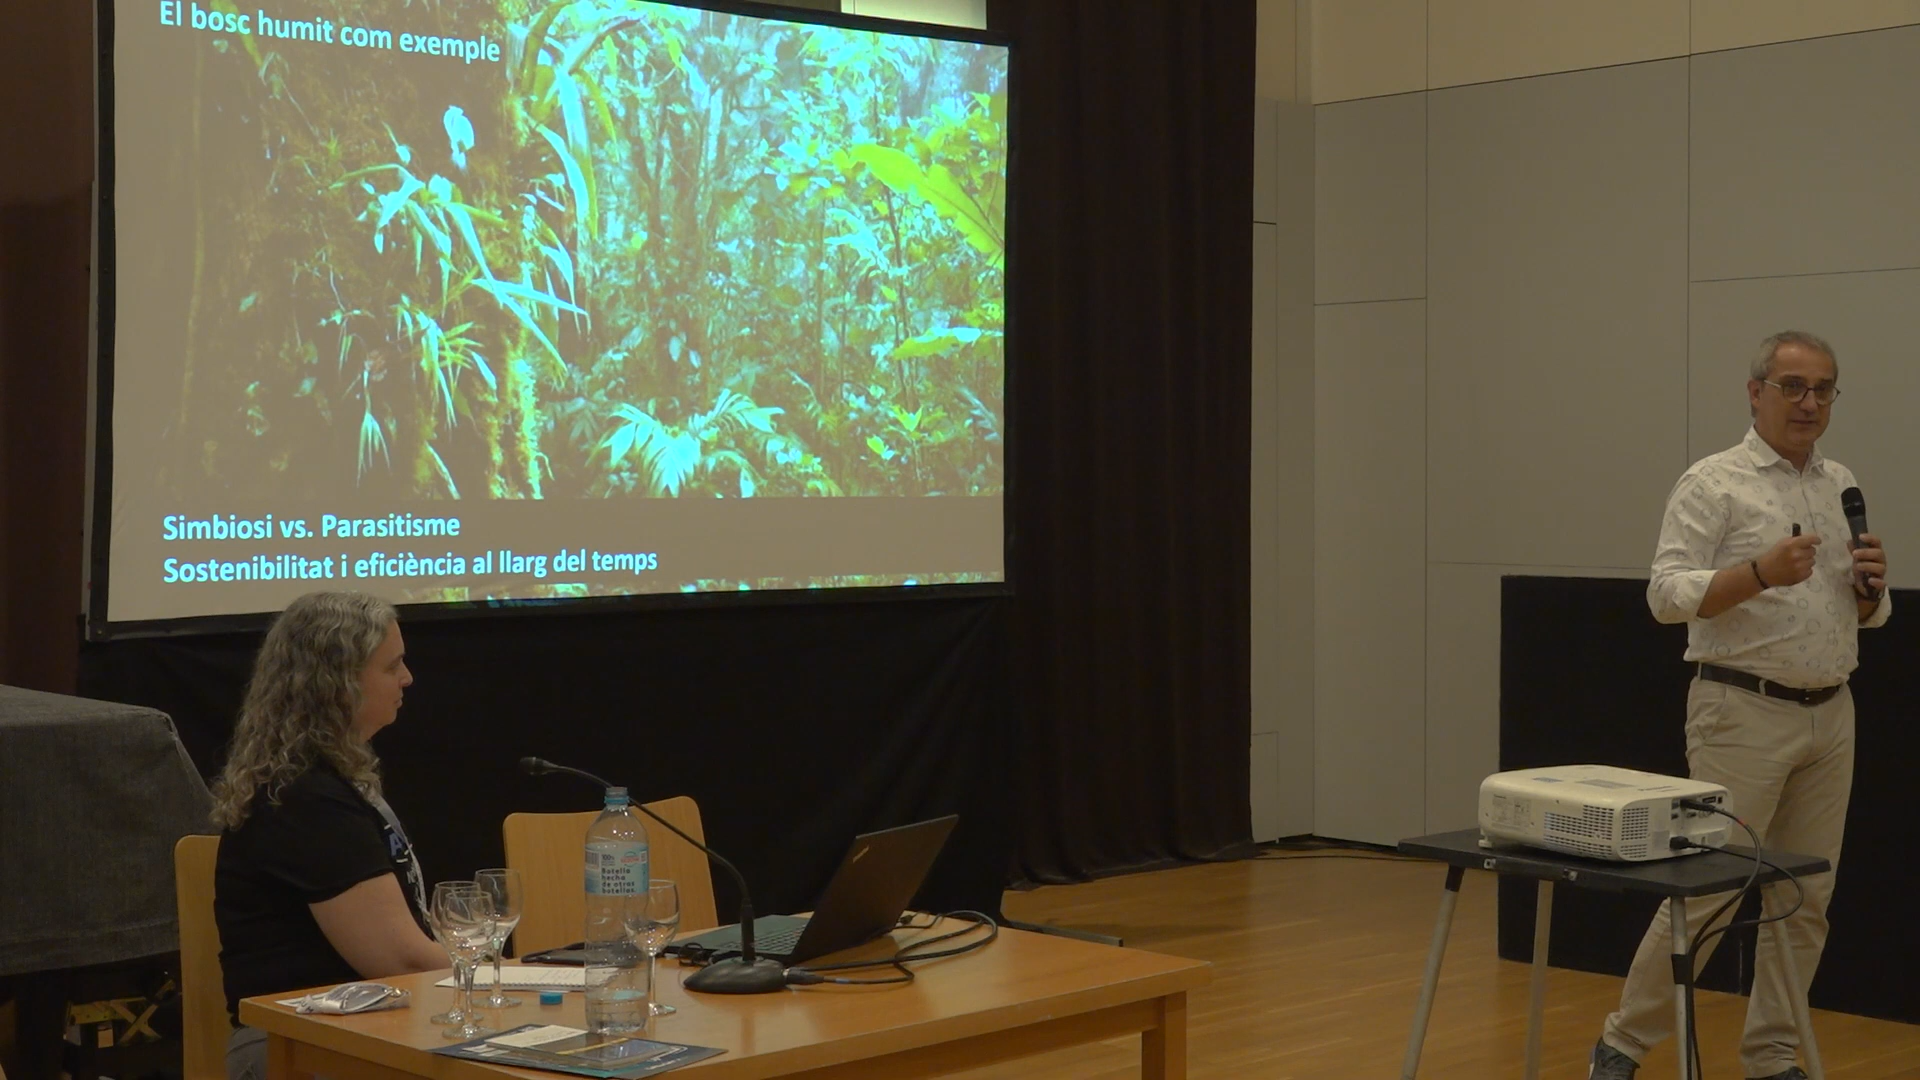 El bosc humit com exemple
Simbiosi vs. Parasitisme
Sostenibilitat i eficiència al llarg del temps
100%
Botella
hecha
de otras
botellas